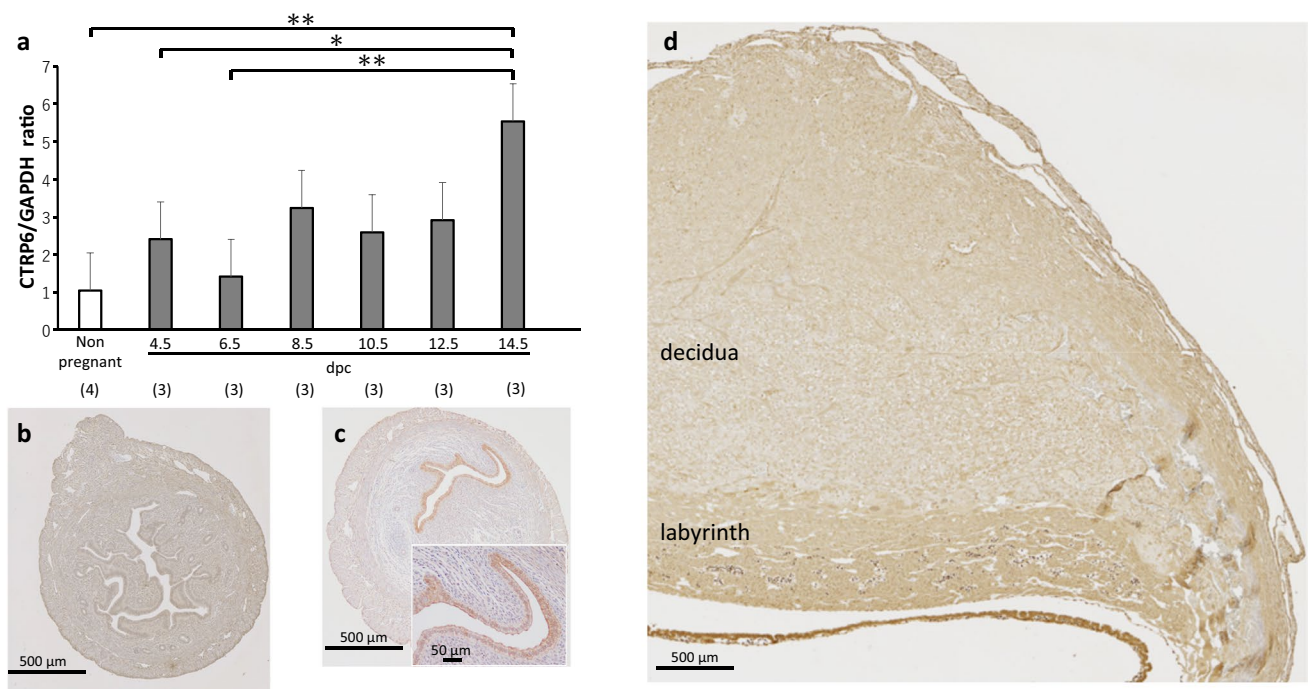 a
**
*
**
CTRP6/GAPDH ratio
7
6
5
4
3
2
1
0
Non pregnant 4.5 6.5 8.5 10.5 12.5 14.5
dpc
(4) (3) (3) (3) (3) (3) (3)
b
500 µm
c
500 µm
50 µm
d
decidua
labyrinth
500 µm